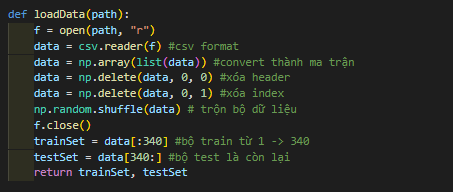 def loadData(path):
f = open(path, "r")
data = csv.reader(f) #csv format
data = np.array(list(data)) #convert thành ma trận
data = np.delete(data, 0, 0) #xóa header
data = np.delete(data, 0, 1) #xóa index
np.random.shuffle(data) # trộn bộ dữ liệu
f.close()
trainSet = data[:340] #bộ train từ 1 -> 340
testSet = data[340:] #bộ test là còn lại
return trainSet, testSet